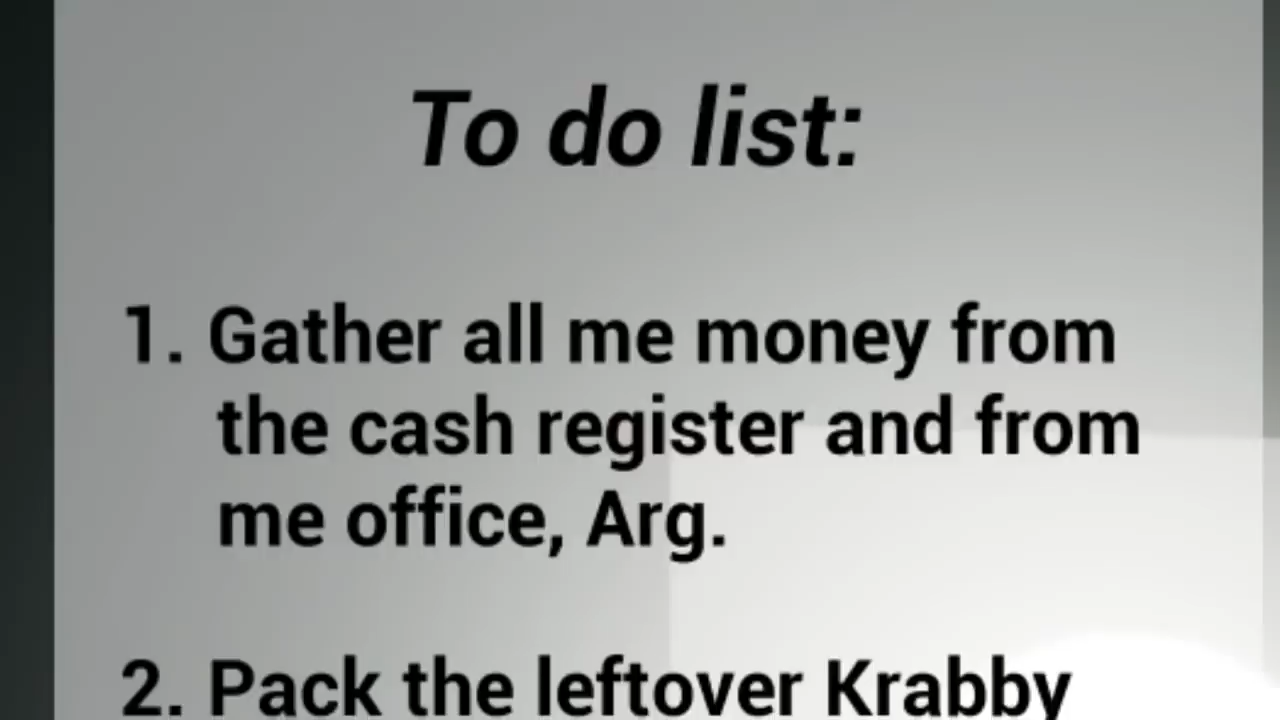 To do list:
1. Gather all me money from
the cash register and from
me office, Arg.
2. Pack the leftover Krabby